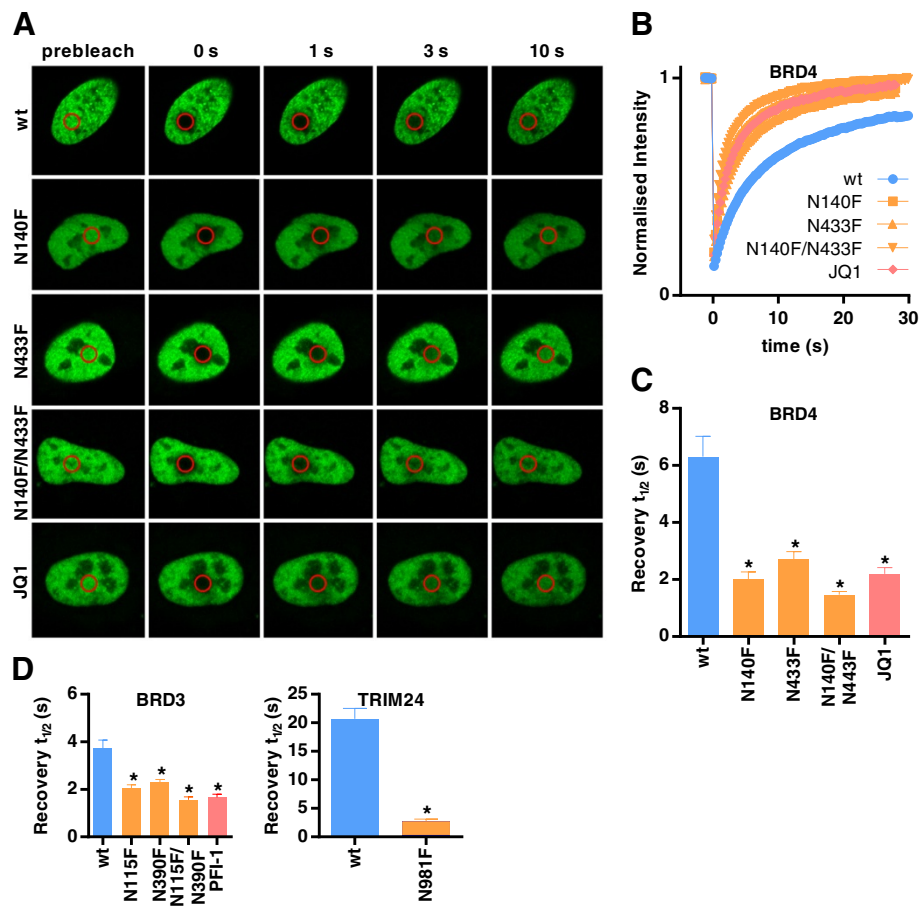 A
prebleach 0 s 1 s 3 s 10 s
wt
N140F
N433F
N140F/N433F
JQ1
B
BRD4
Normalised Intensity
1
0
0 10 20 30
time (s)
wt
N140F
N433F
N140F/N433F
JQ1
C
BRD4
Recovery t1/2 (s)
8
6
4
2
0
* * * *
wt
N140F
N433F
N140F/
N443F
JQ1
D
BRD3
Recovery t1/2 (s)
6
4
2
0
* * * *
wt
N115F
N390F
N115F/
N390F
PFI-1
TRIM24
Recovery t1/2 (s)
25
20
15
10
5
0
*
wt
N981F